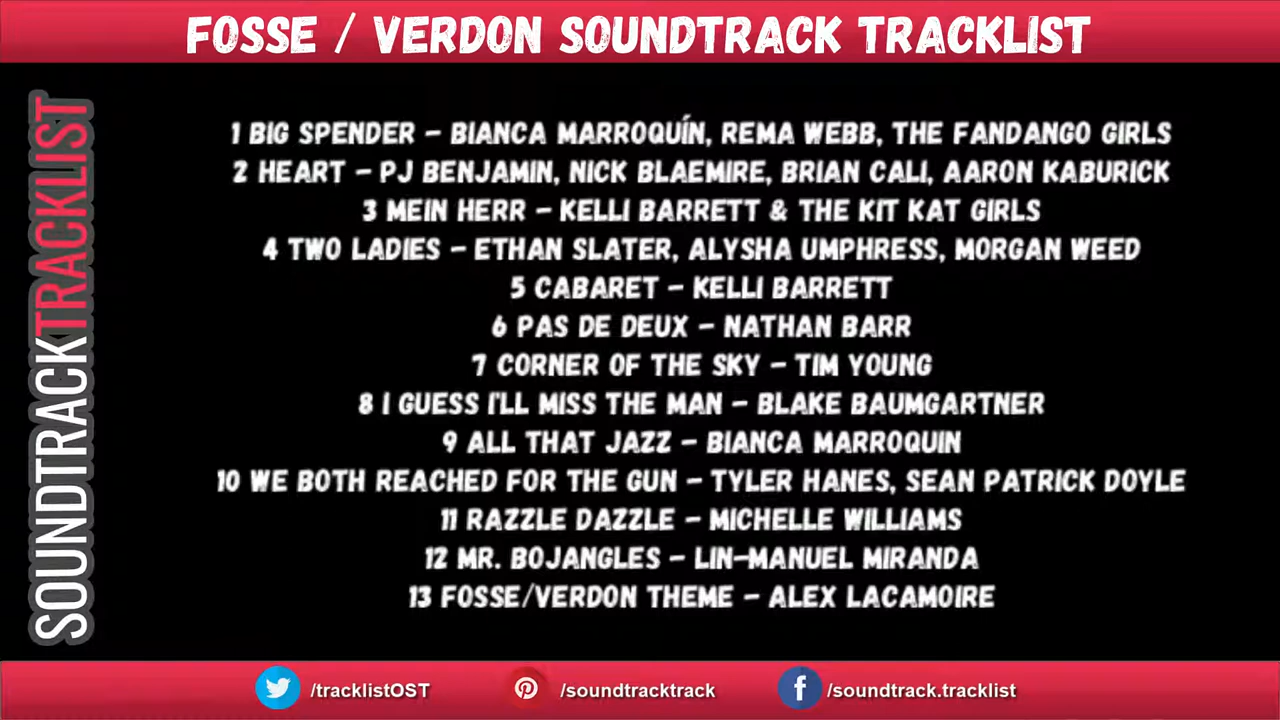 FOSSE / VERDON SOUNDTRACK TRACKLIST
SOUNDTRACKTRACKLIST
1 BIG SPENDER – BIANCA MARROQUÍN, REMA WEBB, THE FANDANGO GIRLS
2 HEART – PJ BENJAMIN, NICK BLAEMIRE, BRIAN CALI, AARON KABURICK
3 MEIN HERR – KELLI BARRETT & THE KIT KAT GIRLS
4 TWO LADIES – ETHAN SLATER, ALYSHA UMPHRESS, MORGAN WEED
5 CABARET – KELLI BARRETT
6 PAS DE DEUX – NATHAN BARR
7 CORNER OF THE SKY – TIM YOUNG
8 I GUESS I'LL MISS THE MAN – BLAKE BAUMGARTNER
9 ALL THAT JAZZ – BIANCA MARROQUIN
10 WE BOTH REACHED FOR THE GUN – TYLER HANES, SEAN PATRICK DOYLE
11 RAZZLE DAZZLE – MICHELLE WILLIAMS
12 MR. BOJANGLES – LIN-MANUEL MIRANDA
13 FOSSE/VERDON THEME – ALEX LACAMOIRE
/tracklistOST /soundtracktrack /soundtrack.tracklist